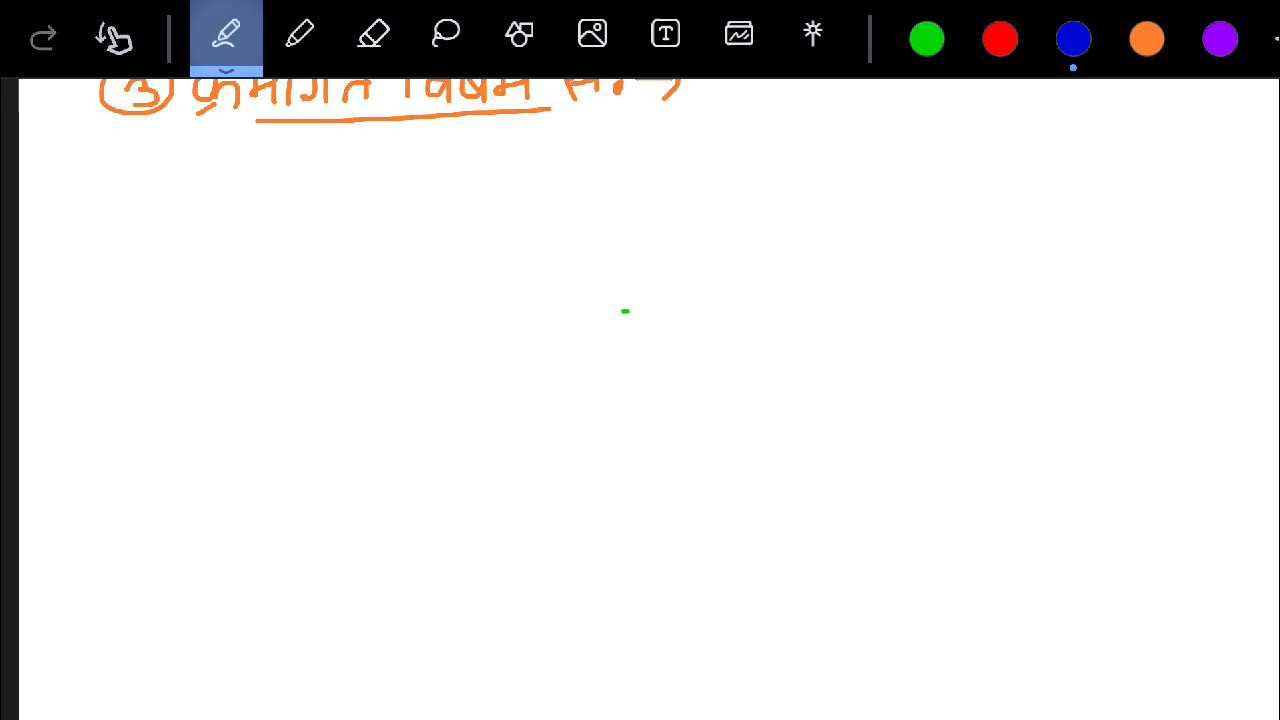 ③ क्रमागत विषम सं॰ →